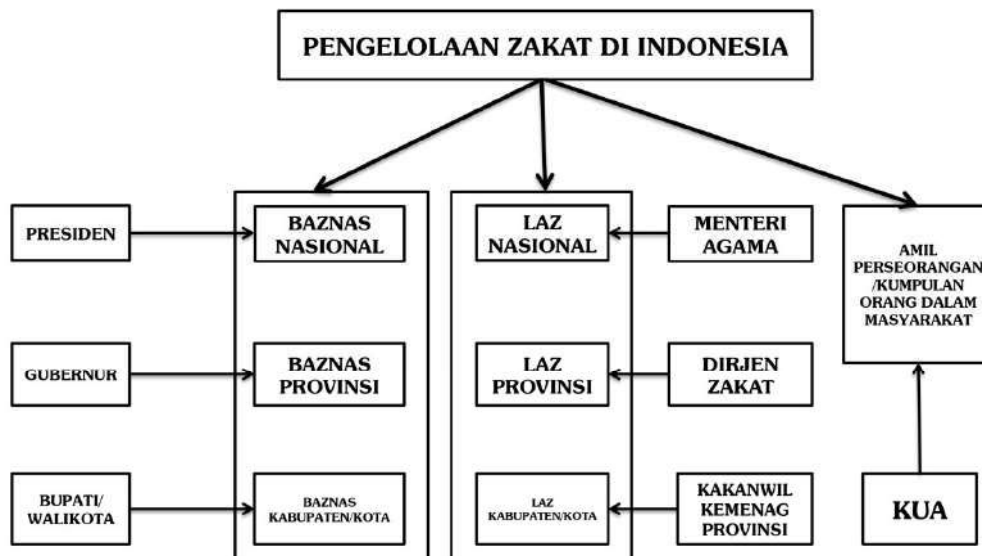 PENGELOLAAN ZAKAT DI INDONESIA
PRESIDEN
BAZNAS
NASIONAL
LAZ
NASIONAL
MENTERI
AGAMA
AMIL
PERSEORANGAN
/KUMPULAN
ORANG DALAM
MASYARAKAT
GUBERNUR
BAZNAS
PROVINSI
LAZ
PROVINSI
DIRJEN
ZAKAT
BUPATI/
WALIKOTA
BAZNAS
KABUPATEN/KOTA
LAZ
KABUPATEN/KOTA
KAKANWIL
KEMENAG
PROVINSI
KUA